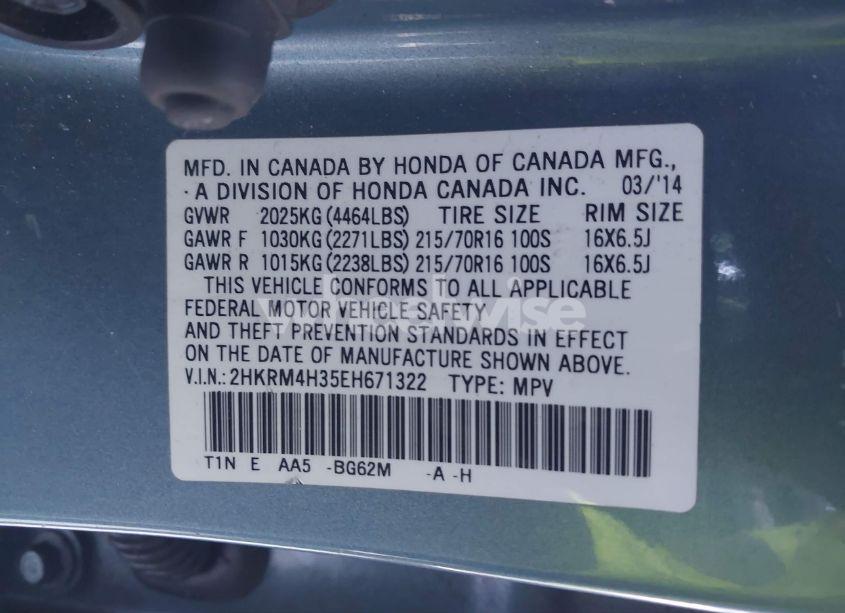 MFD. IN CANADA BY HONDA OF CANADA MFG.,
A DIVISION OF HONDA CANADA INC. 03/'14
GVWR 2025KG (4464LBS) TIRE SIZE RIM SIZE
GAWR F 1030KG (2271LBS) 215/70R16 100S 16X6.5J
GAWR R 1015KG (2238LBS) 215/70R16 100S 16X6.5J
THIS VEHICLE CONFORMS TO ALL APPLICABLE
FEDERAL MOTOR VEHICLE SAFETY
wheelwise
AND THEFT PREVENTION STANDARDS IN EFFECT
ON THE DATE OF MANUFACTURE SHOWN ABOVE.
V.I.N.: 2HKRM4H35EH671322 TYPE: MPV
T1N E AA5 -BG62M -A -H